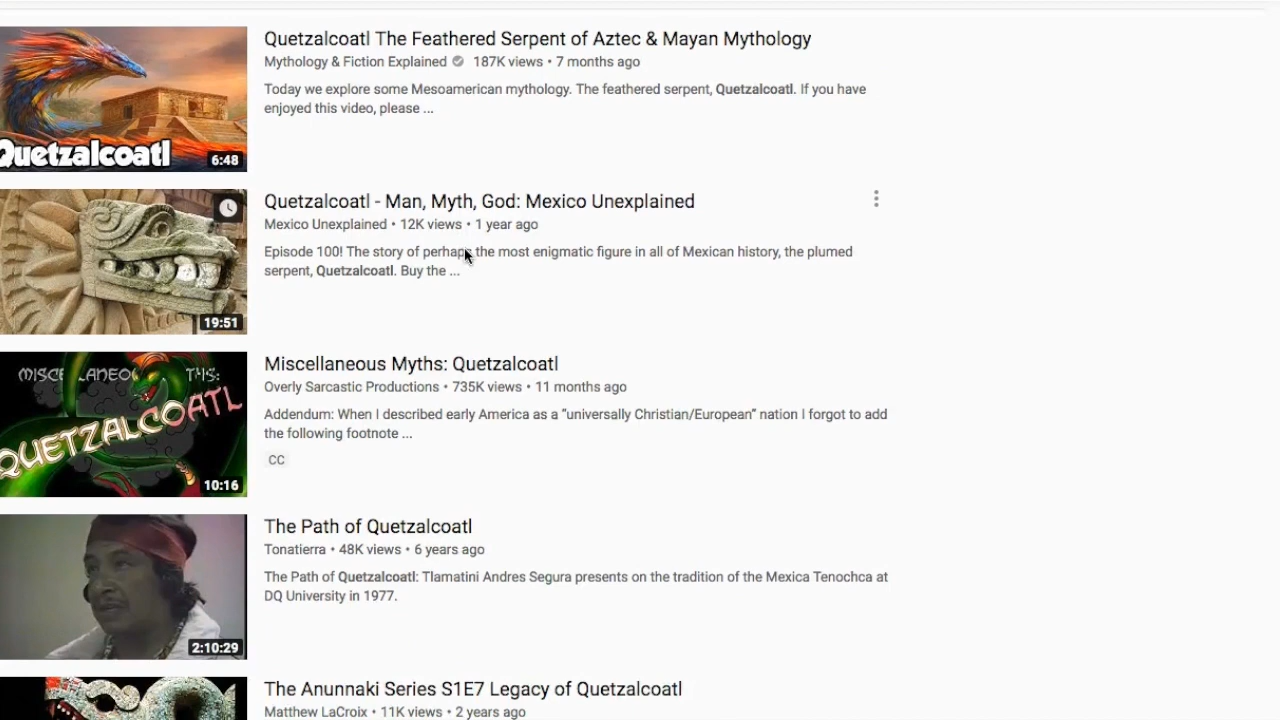 Quetzalcoatl The Feathered Serpent of Aztec & Mayan Mythology
Mythology & Fiction Explained 187K views • 7 months ago
Today we explore some Mesoamerican mythology. The feathered serpent, Quetzalcoatl. If you have
enjoyed this video, please ...
Quetzalcoatl
6:48
Quetzalcoatl - Man, Myth, God: Mexico Unexplained
Mexico Unexplained • 12K views • 1 year ago
Episode 100! The story of perhaps the most enigmatic figure in all of Mexican history, the plumed
serpent, Quetzalcoatl. Buy the ...
19:51
Miscellaneous Myths: Quetzalcoatl
Overly Sarcastic Productions • 735K views • 11 months ago
Addendum: When I described early America as a “universally Christian/European” nation I forgot to add
the following footnote ...
CC
QUETZALCOATL
10:16
The Path of Quetzalcoatl
Tonatierra • 48K views • 6 years ago
The Path of Quetzalcoatl: Tlamatini Andres Segura presents on the tradition of the Mexica Tenochca at
DQ University in 1977.
2:10:29
The Anunnaki Series S1E7 Legacy of Quetzalcoatl
Matthew LaCroix • 11K views • 2 years ago